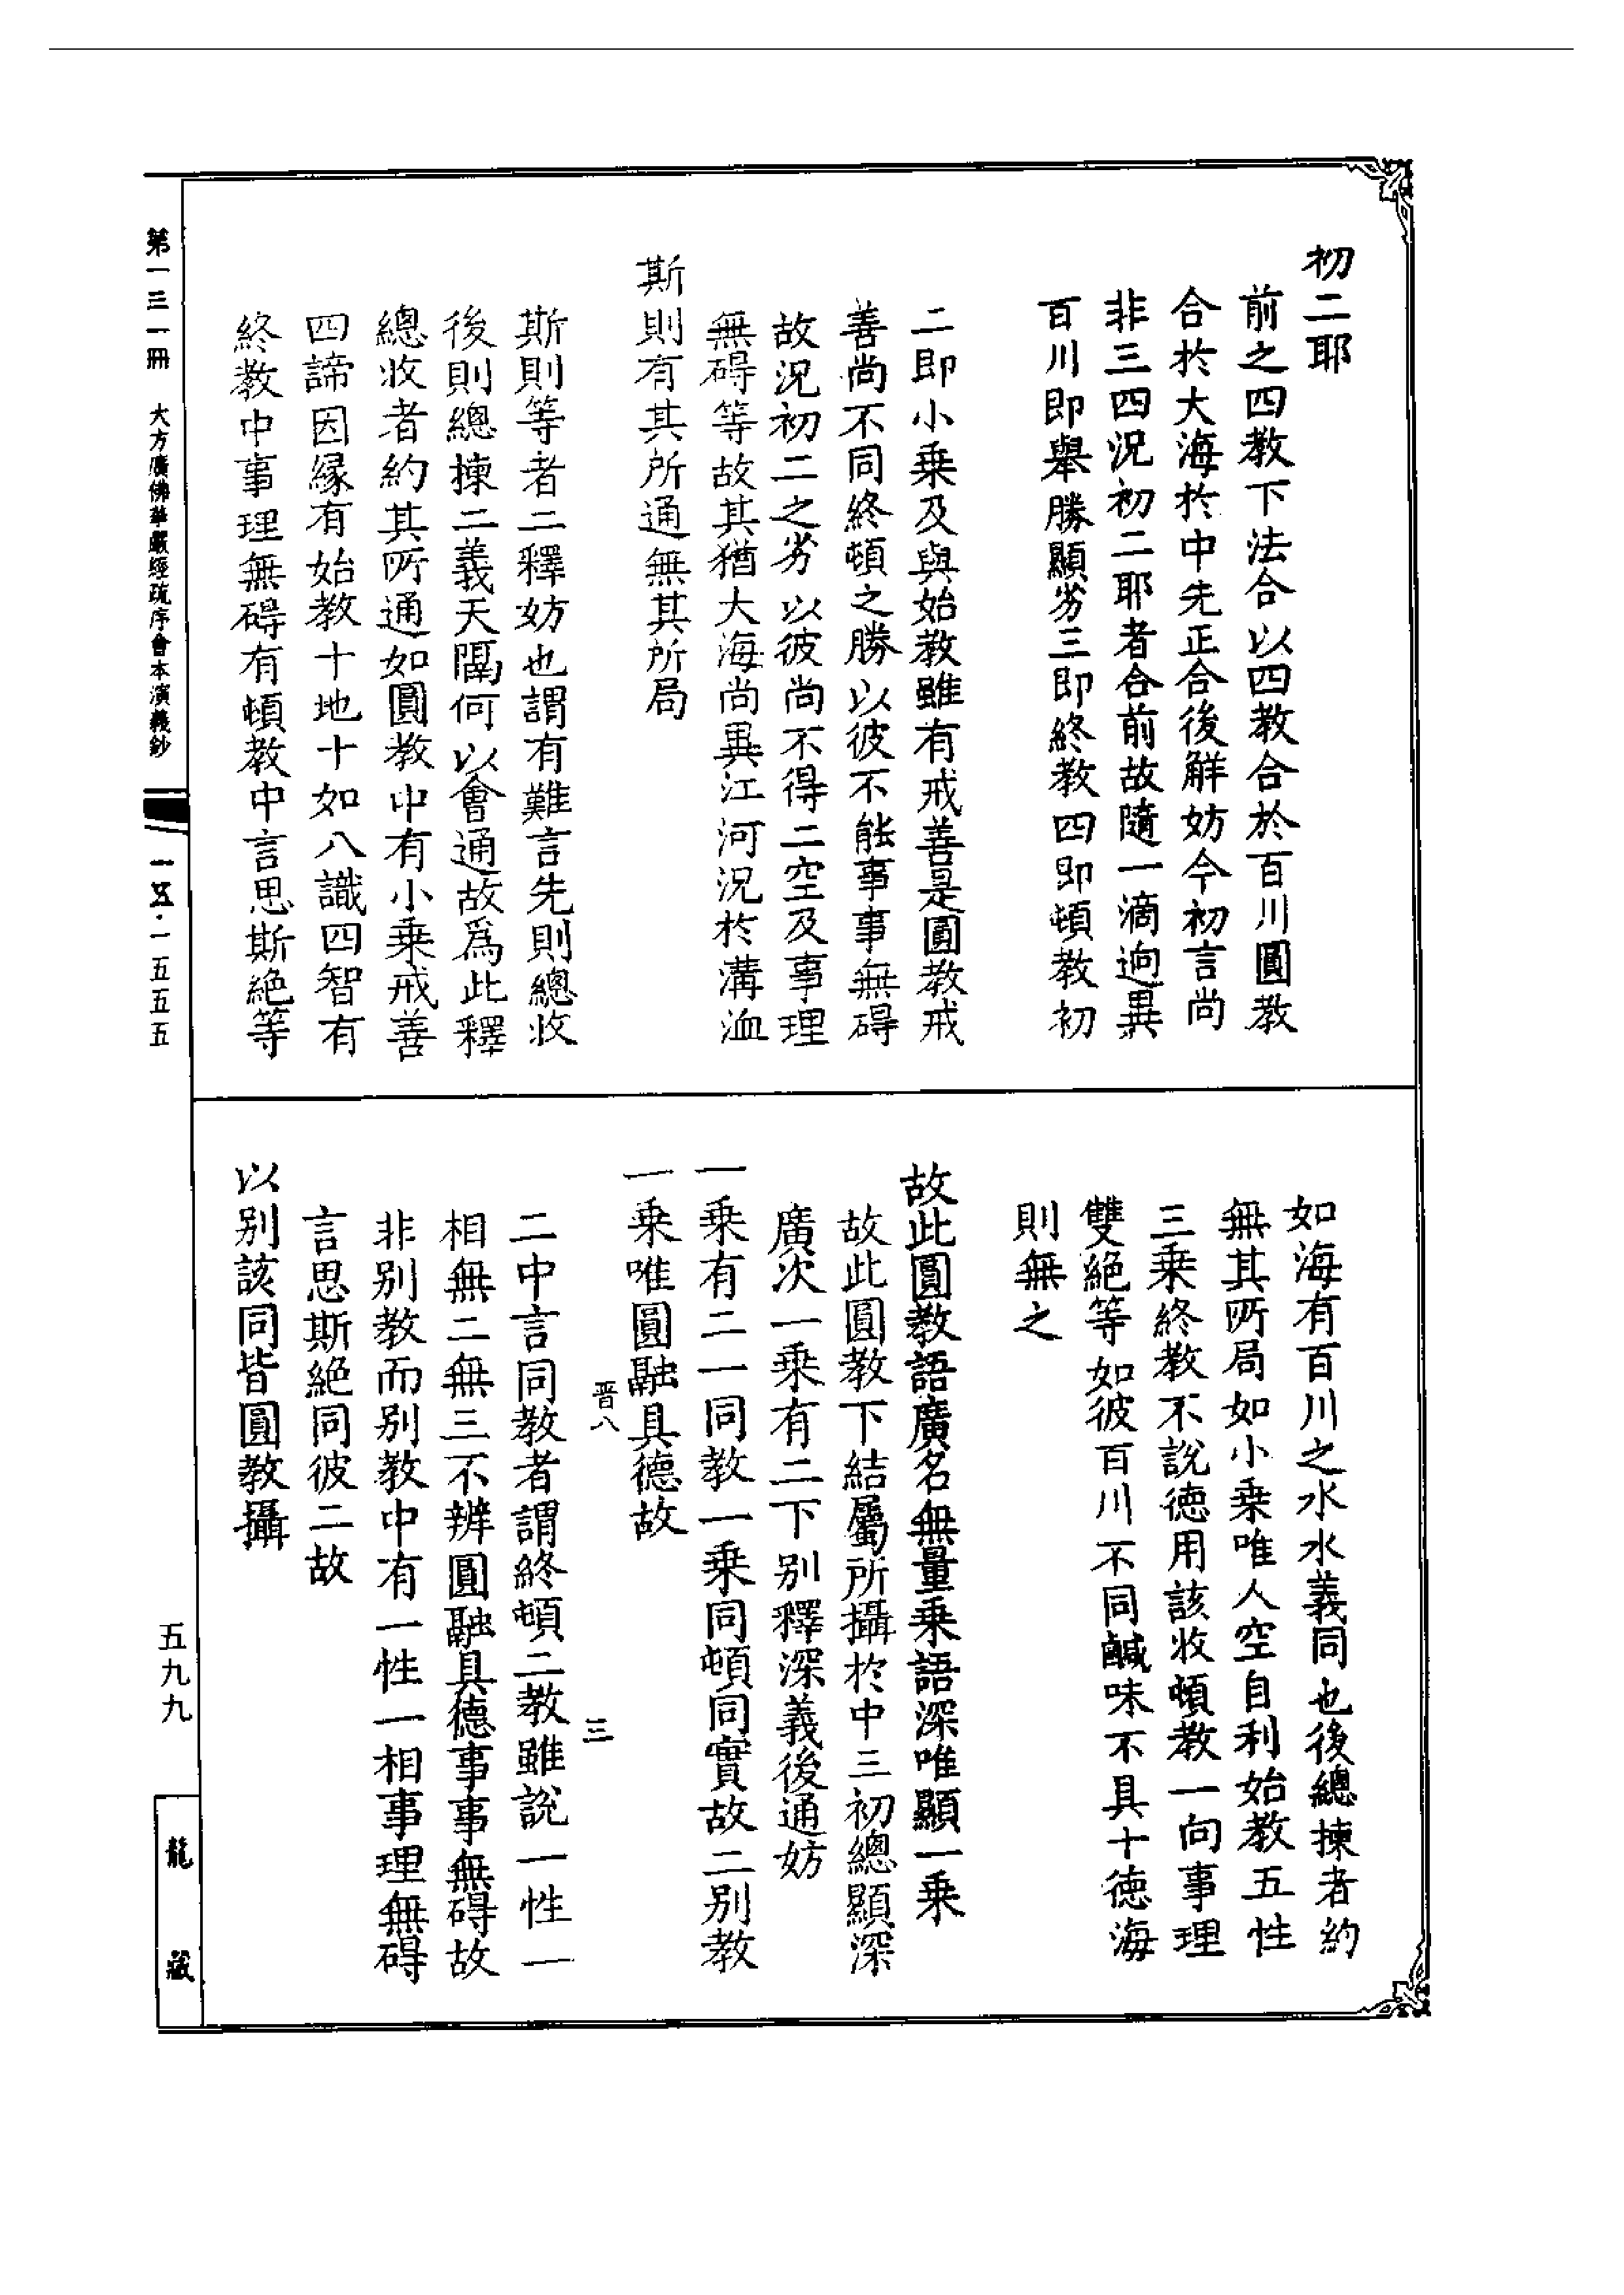 初二耶
前之四教下法合以四教合於百川圓教
合於大海於中先正合後解妨今初言尚
非三四況初二耶者合前故隨一滴迥異
百川即舉勝顯劣三即終教四即頓教初
二即小乘及與始教雖有戒善是圓教戒
善尚不同終頓之勝以彼不能事事無碍
故況初二之劣以彼尚不得二空及事理
無碍等故其猶大海尚異江河況於溝洫
斯則有其所通無其所局
斯則等者二釋妨也謂有難言先則總收
後則總揀二義天隔何以會通故為此釋
總收者約其所通如圓教中有小乘戒善
四諦因緣有始教十地十如八識四智有
終教中事理無碍有頓教中言思斯絕等
如海有百川之水水義同也後總揀者約
無其所局如小乘唯人空自利始教五性
三乘終教不說德用該收頓教一向事理
雙絕等如彼百川不同鹹味不具十德海
則無之
故此圓教語廣名無量乘語深唯顯一乘
故此圓教下結屬所攝於中三初總顯深
廣次一乘有二下別釋深義後通妨
一乘有二一同教一乘同頓同實故二別教
一乘唯圓融具德故
晋八
三
二中言同教者謂終頓二教雖說一性一
相無二無三不辨圓融具德事事無碍故
非別教而別教中有一性一相事理無碍
言思斯絕同彼二故
以別該同皆圓教攝
第一三一冊 大方廣佛華嚴經疏序會本演義鈔
一五五五
五九九
龍藏